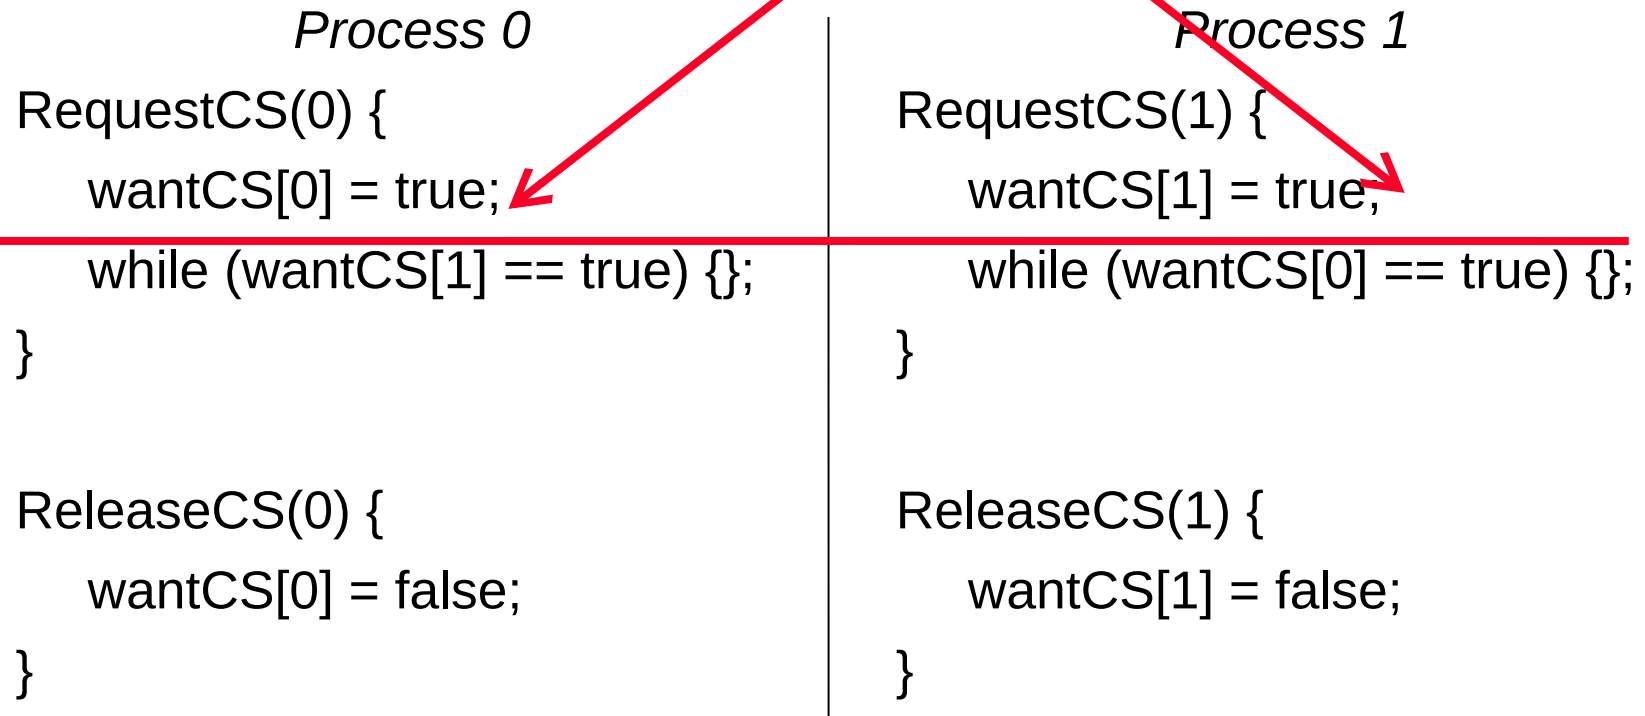 Process 0
RequestCS(0) {
wantCS[0] = true;
while (wantCS[1] == true) {};
}
ReleaseCS(0) {
wantCS[0] = false;
}
Process 1
RequestCS(1) {
wantCS[1] = true;
while (wantCS[0] == true) {};
}
ReleaseCS(1) {
wantCS[1] = false;
}